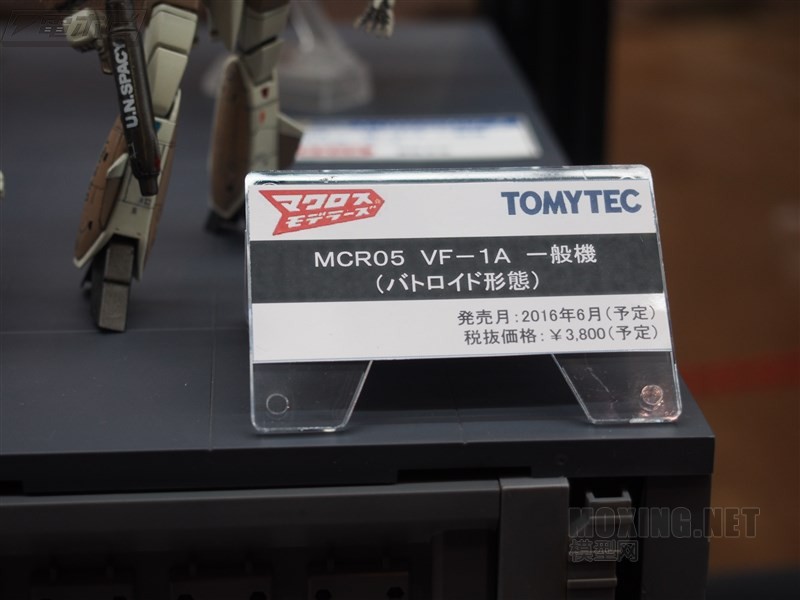 U.N.SPACY
マクロス
モデラーズ
TOMYTEC
MCR05 VF-1A 一般機
(バトロイド形態)
発売月:2016年6月(予定)
税抜価格:¥3,800(予定)
MOXING.NET
模型网